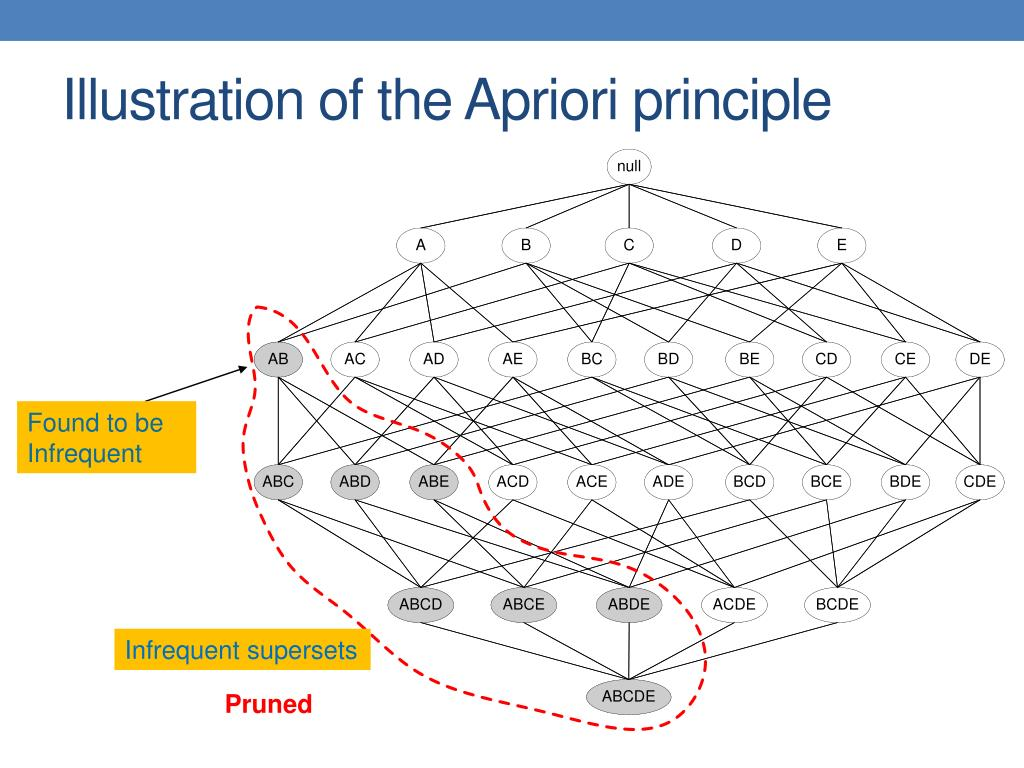 Illustration of the Apriori principle
null
A B C D E
AB AC AD AE BC BD BE CD CE DE
Found to be
Infrequent
ABC ABD ABE ACD ACE ADE BCD BCE BDE CDE
ABCD ABCE ABDE ACDE BCDE
Infrequent supersets
ABCDE
Pruned